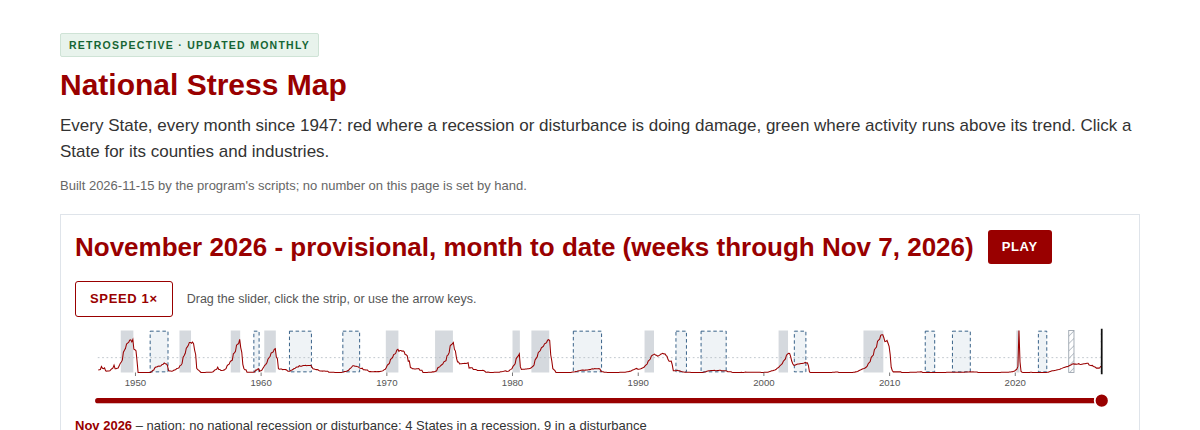 RETROSPECTIVE · UPDATED MONTHLY
National Stress Map
Every State, every month since 1947: red where a recession or disturbance is doing damage, green where activity runs above its trend. Click a
State for its counties and industries.
Built 2026-11-15 by the program's scripts; no number on this page is set by hand.
November 2026 - provisional, month to date (weeks through Nov 7, 2026)
PLAY
SPEED 1×
Drag the slider, click the strip, or use the arrow keys.
1950 1960 1970 1980 1990 2000 2010 2020
Nov 2026 – nation: no national recession or disturbance; 4 States in a recession, 9 in a disturbance